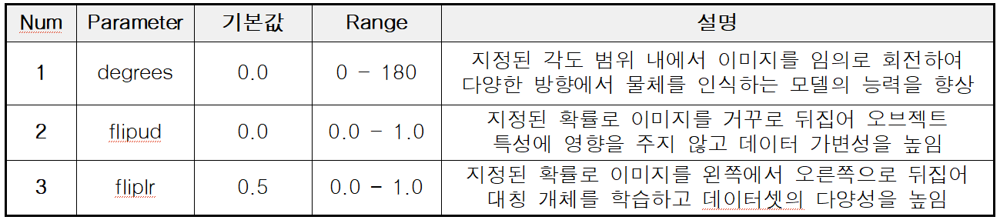 Num Parameter 기본값 Range 설명
1 degrees 0.0 0 - 180 지정된 각도 범위 내에서 이미지를 임의로 회전하여
다양한 방향에서 물체를 인식하는 모델의 능력을 향상
2 flipud 0.0 0.0 - 1.0 지정된 확률로 이미지를 거꾸로 뒤집어 오브젝트
특성에 영향을 주지 않고 데이터 가변성을 높임
3 fliplr 0.5 0.0 - 1.0 지정된 확률로 이미지를 왼쪽에서 오른쪽으로 뒤집어
대칭 개체를 학습하고 데이터셋의 다양성을 높임